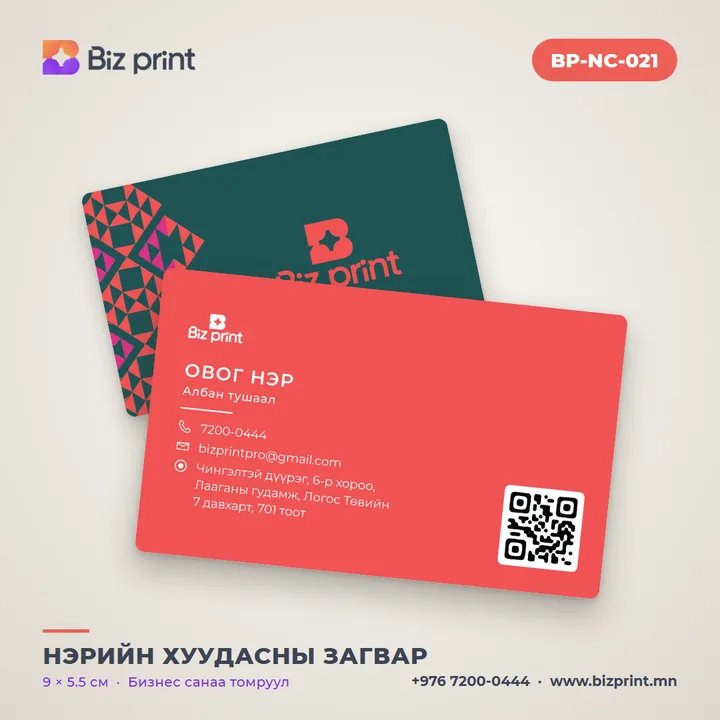 Biz print
BP-NC-021
Biz print
Biz print
ОВОГ НЭР
Албан тушаал
7200-0444
bizprintpro@gmail.com
Чингэлтэй дүүрэг, 6-р хороо,
Лааганы гудамж, Логос Төвийн
7 давхарт, 701 тоот
НЭРИЙН ХУУДАСНЫ ЗАГВАР
9 × 5.5 см · Бизнес санаа томруул
+976 7200-0444 · www.bizprint.mn